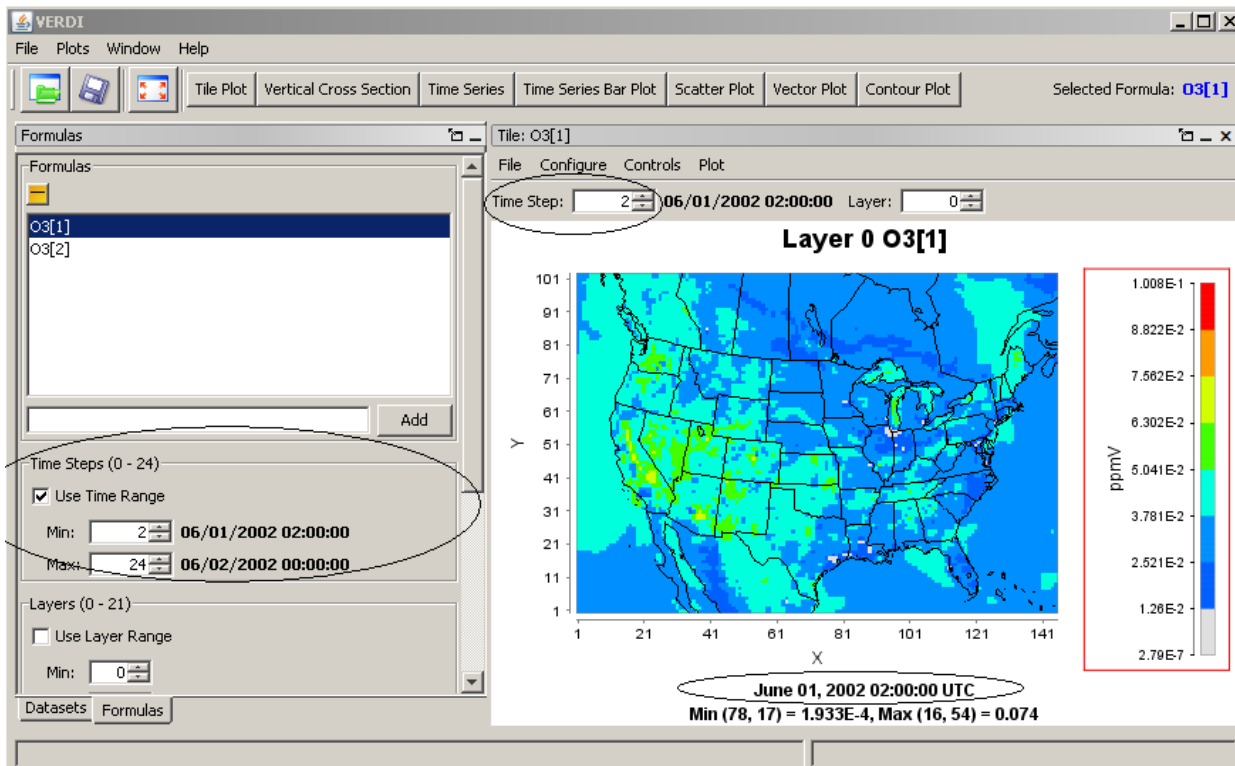 VERDI
File Plots Window Help
Tile Plot Vertical Cross Section Time Series Time Series Bar Plot Scatter Plot Vector Plot Contour Plot Selected Formula: O3[1]
Formulas
Formulas
O3[1]
O3[2]
Add
Time Steps (0 - 24)
Use Time Range
Min: 2 06/01/2002 02:00:00
Max: 24 06/02/2002 00:00:00
Layers (0 - 21)
Use Layer Range
Min: 0
Datasets Formulas
Tile: O3[1]
File Configure Controls Plot
Time Step: 2 06/01/2002 02:00:00 Layer: 0
Layer 0 O3[1]
Y
101
91
81
71
61
51
41
31
21
11
1
1 21 41 61 81 101 121 141
X
ppmV
1.008E-1
8.822E-2
7.562E-2
6.302E-2
5.041E-2
3.781E-2
2.521E-2
1.26E-2
2.79E-7
June 01, 2002 02:00:00 UTC
Min (78, 17) = 1.933E-4, Max (16, 54) = 0.074